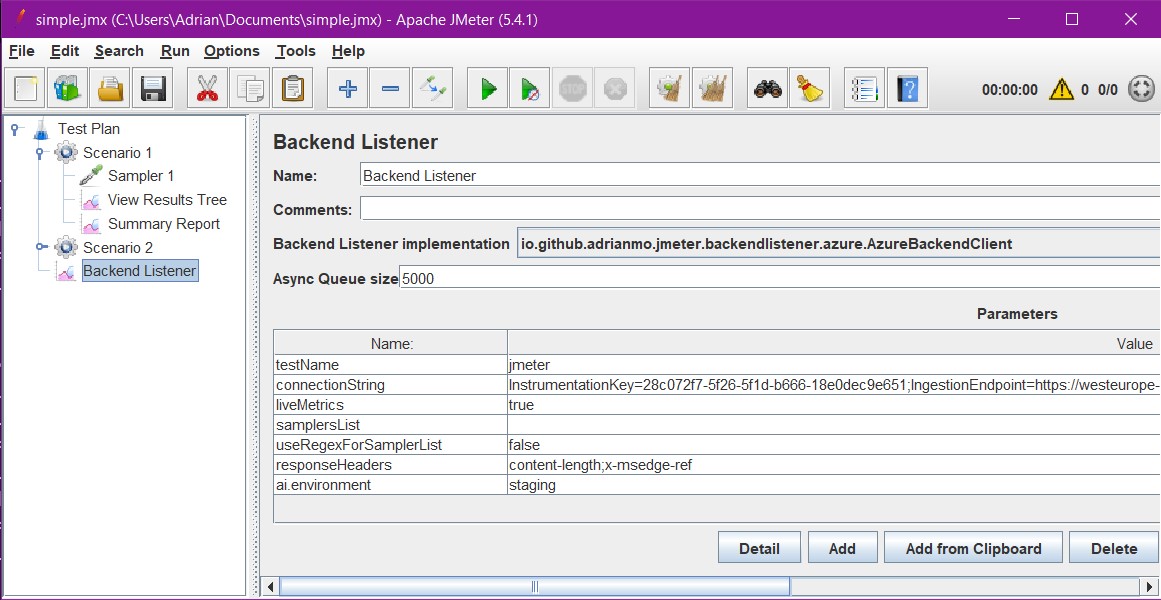 simple.jmx (C:\Users\Adrian\Documents\simple.jmx) - Apache JMeter (5.4.1)
File Edit Search Run Options Tools Help
STOP
00:00:00 0 0/0
Test Plan
Scenario 1
Sampler 1
View Results Tree
Summary Report
Scenario 2
Backend Listener
Backend Listener
Name: Backend Listener
Comments:
Backend Listener implementation io.github.adrianmo.jmeter.backendlistener.azure.AzureBackendClient
Async Queue size 5000
Parameters
Name: Value
testName jmeter
connectionString InstrumentationKey=28c072f7-5f26-5f1d-b666-18e0dec9e651;IngestionEndpoint=https://westeurope-
liveMetrics true
samplersList
useRegexForSamplerList false
responseHeaders content-length;x-msedge-ref
ai.environment staging
Detail Add Add from Clipboard Delete